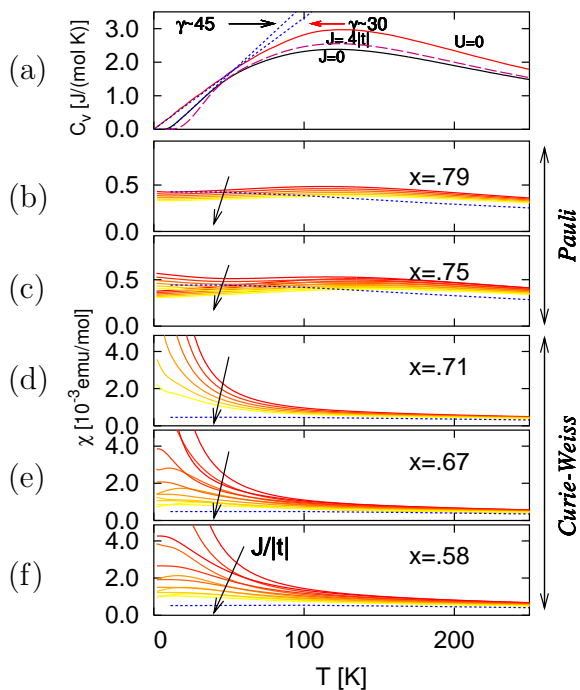 (a)
C_v [J/(mol K)]
3.0
2.0
1.0
0.0
γ~45
γ~30
J=.4|t|
J=0
U=0
(b)
0.5
0.0
x=.79
(c)
0.5
0.0
x=.75
Pauli
χ [10⁻³emu/mol]
(d)
4.0
2.0
0.0
x=.71
(e)
4.0
2.0
0.0
x=.67
(f)
4.0
2.0
0.0
J/|t|
x=.58
Curie-Weiss
0
100
200
T [K]